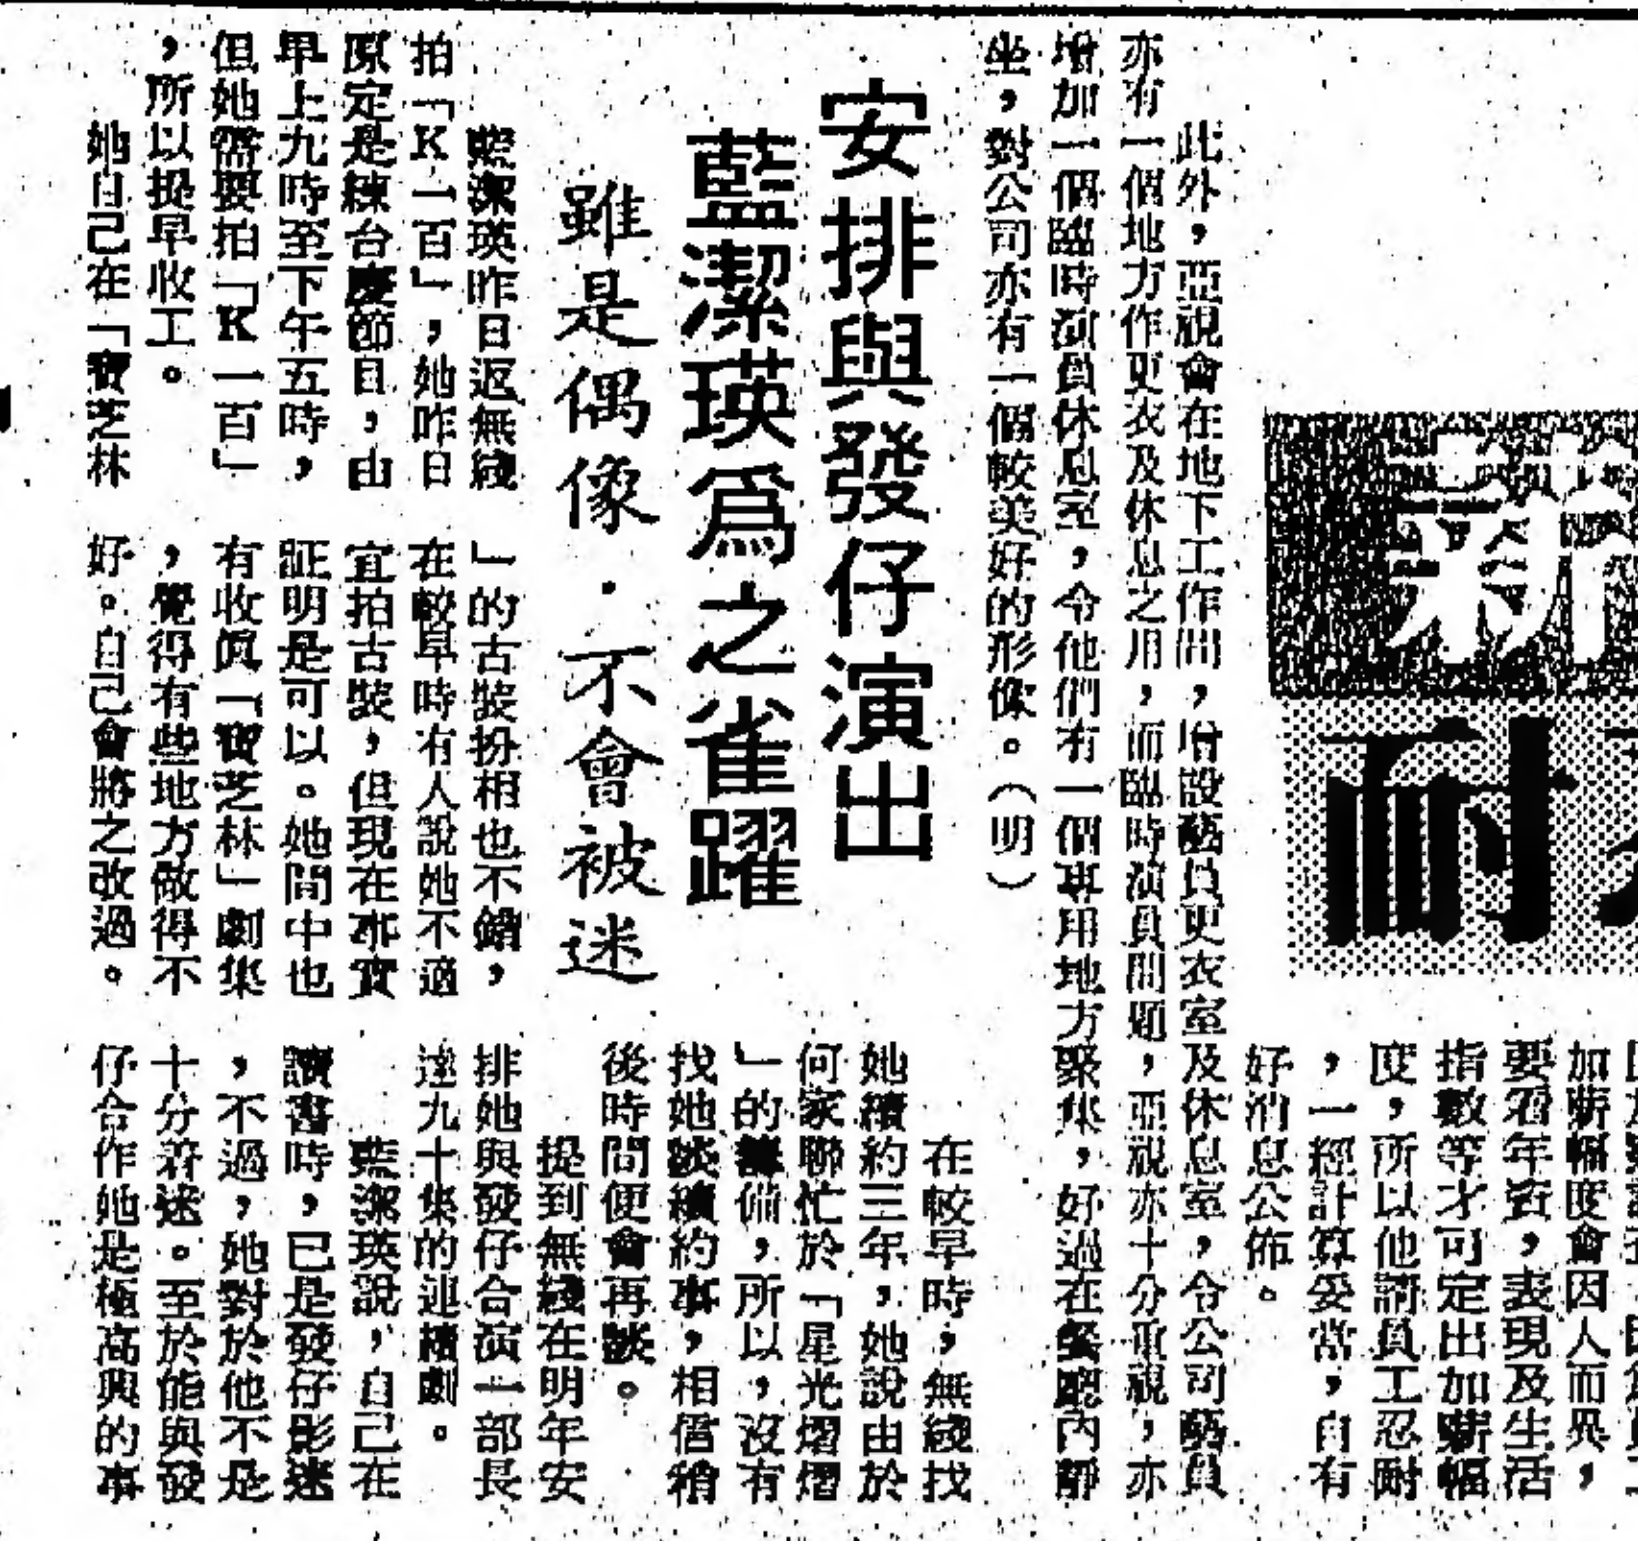 新
耐
加薪幅度會因人而異，
要看年資，表現及生活
指數等才可定出加薪幅
度，所以他請員工忍耐
，一經計算妥當，自有
好消息公佈。
此外，亞視會在地下工作間，增設藝員更衣室及休息室，令公司藝員
亦有一個地方作更衣及休息之用，而臨時演員問題，亞視亦十分重視，亦
增加一個臨時演員休息室，令他們有一個專用地方聚集，好過在餐廳內靜
坐，對公司亦有一個較美好的形像。（明）
安排與發仔演出
藍潔瑛爲之雀躍
雖是偶像．不會被迷
藍潔瑛昨日返無綫
拍「K一百」，她昨日
原定是練台慶節目，由
早上九時至下午五時，
但她需要拍「K一百」
，所以提早收工。
她自己在「寶芝林
」的古裝扮相也不錯，
在較早時有人說她不適
宜拍古裝，但現在事實
証明是可以。她間中也
有收真「寶芝林」劇集
，覺得有些地方做得不
好。自己會將之改過。
在較早時，無綫找
她續約三年，她說由於
何家聯忙於「星光熠熠
」的籌備，所以，沒有
找她談續約事，相信稍
後時間便會再談。
提到無綫在明年安
排她與發仔合演一部長
達九十集的連續劇。
藍潔瑛說，自己在
讀書時，已是發仔影迷
，不過，她對於他不是
十分着迷。至於能與發
仔合作她是極高興的事